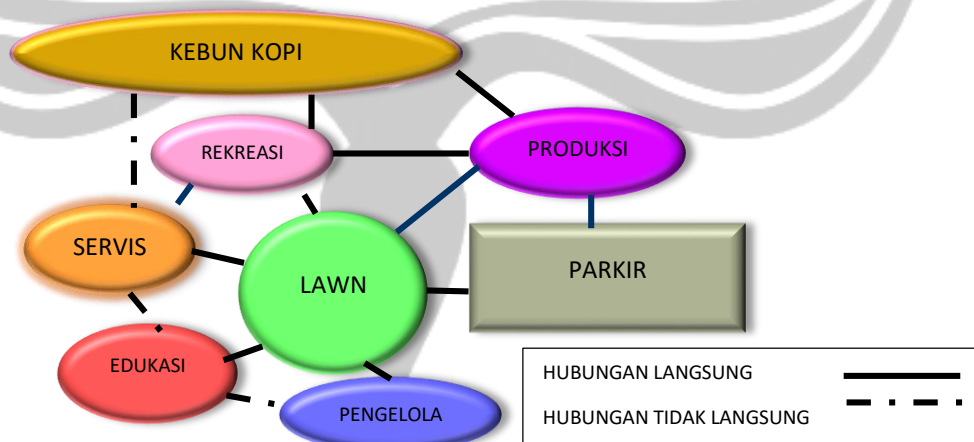 KEBUN KOPI
REKREASI
PRODUKSI
SERVIS
LAWN
PARKIR
EDUKASI
PENGELOLA
HUBUNGAN LANGSUNG
HUBUNGAN TIDAK LANGSUNG